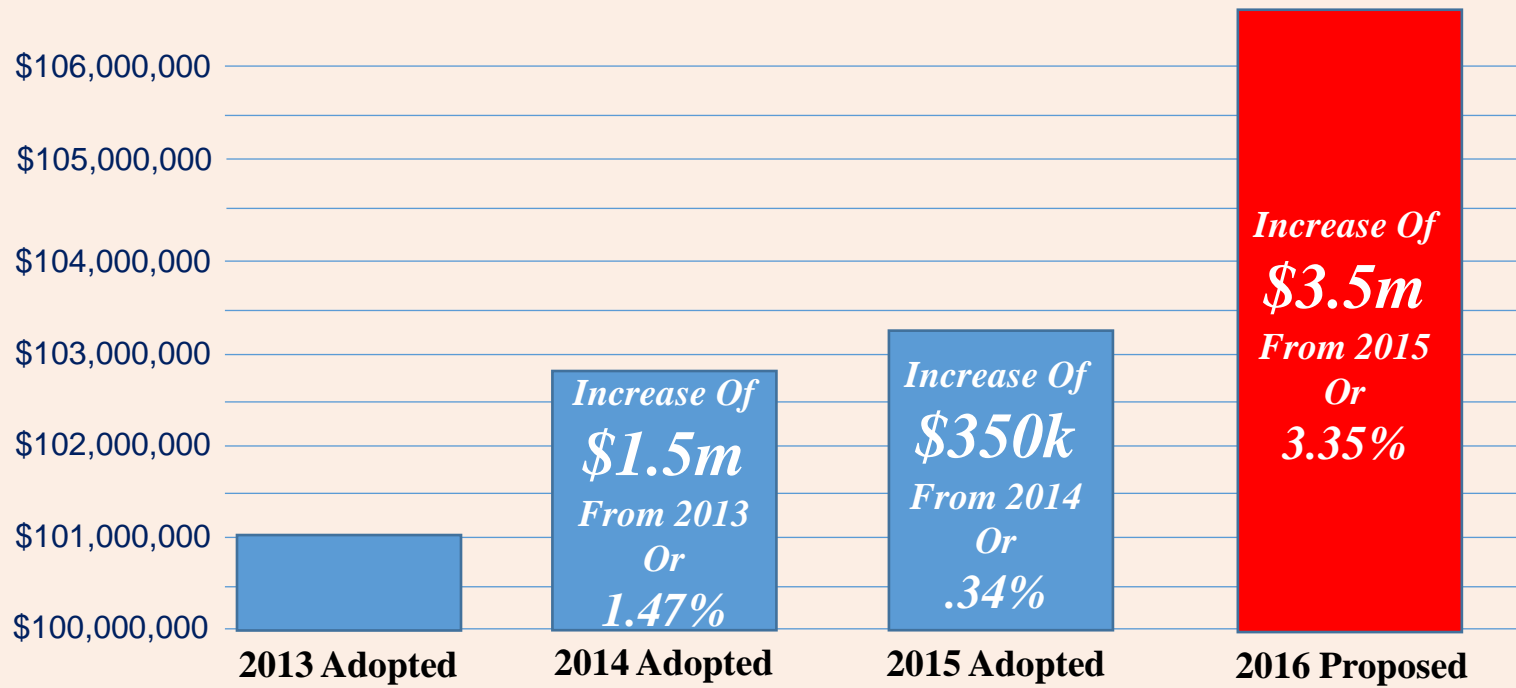 $106,000,000
$105,000,000
$104,000,000
$103,000,000
$102,000,000
$101,000,000
$100,000,000
2013 Adopted
Increase Of
$1.5m
From 2013
Or
1.47%
2014 Adopted
Increase Of
$350k
From 2014
Or
.34%
2015 Adopted
Increase Of
$3.5m
From 2015
Or
3.35%
2016 Proposed